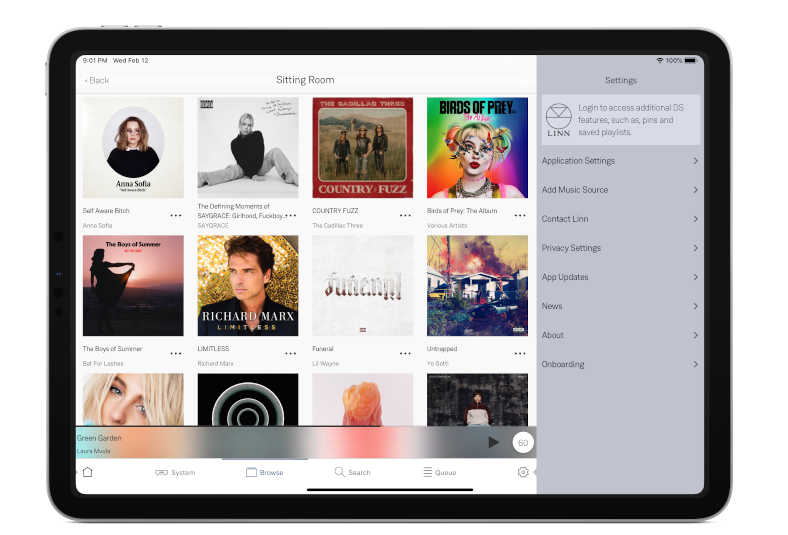 9:01 PM Wed Feb 12
100%
Back
Sitting Room
Settings
Login to access additional DS
features, such as, pins and
saved playlists.
LINN
Application Settings
Add Music Source
Contact Linn
Privacy Settings
App Updates
News
About
Onboarding
Anna Sofia
"Self Aware Bitch"
THE CADILLAC THREE
COUNTRY FUZZ
BIRDS OF PREY
The Album
Self Aware Bitch
Anna Sofia
The Defining Moments of
SAYGRACE: Girlhood, Fuckboy...
SAYGRACE
COUNTRY FUZZ
The Cadillac Three
Birds of Prey: The Album
Various Artists
The Boys of Summer
RICHARD MARX
LIMITLESS
funeral
The Boys of Summer
Bat For Lashes
LIMITLESS
Richard Marx
Funeral
Lil Wayne
Untrapped
Yo Gotti
Green Garden
Laura Mvula
60
System
Browse
Search
Queue